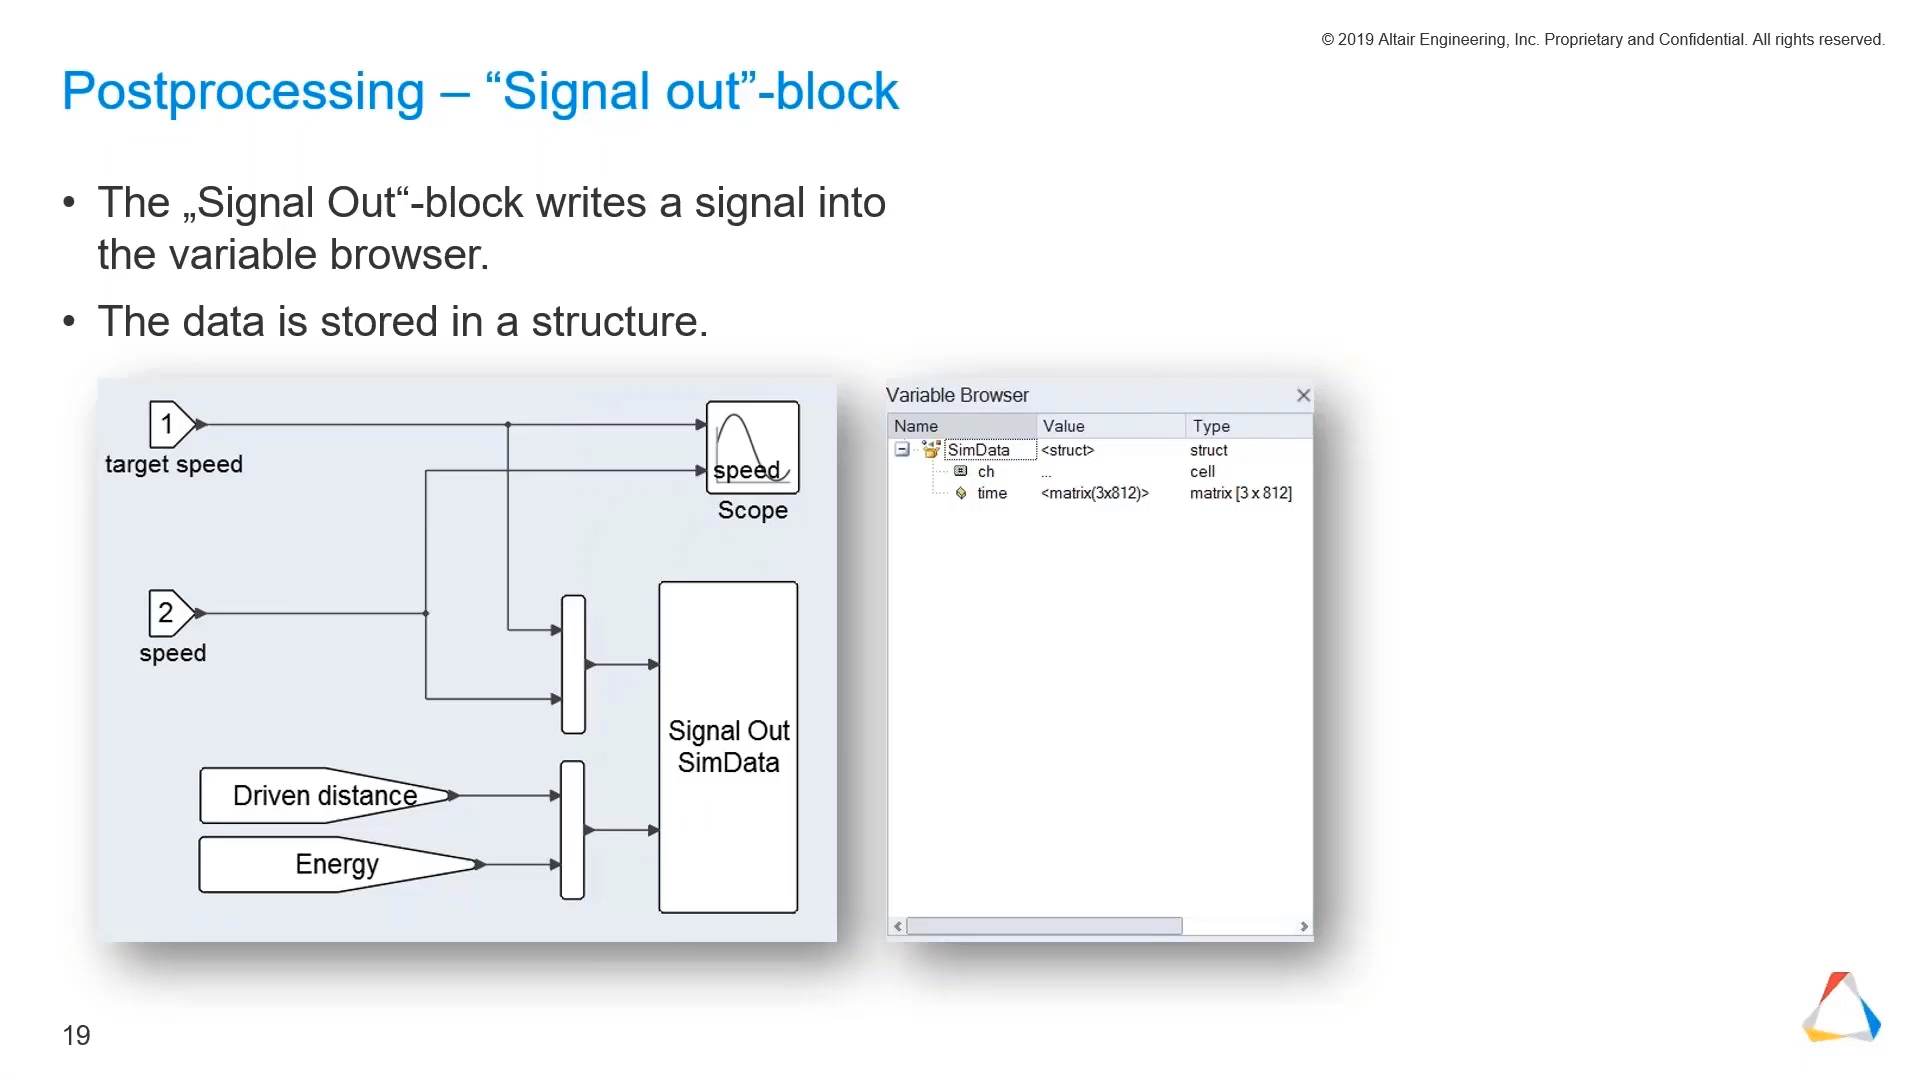 © 2019 Altair Engineering, Inc. Proprietary and Confidential. All rights reserved.
Postprocessing – “Signal out”-block
• The „Signal Out“-block writes a signal into
the variable browser.
• The data is stored in a structure.
1
target speed
speed
Scope
2
speed
Signal Out
SimData
Driven distance
Energy
Variable Browser
Name Value Type
SimData <struct> struct
ch ... cell
time <matrix(3x812)> matrix [3 x 812]
19